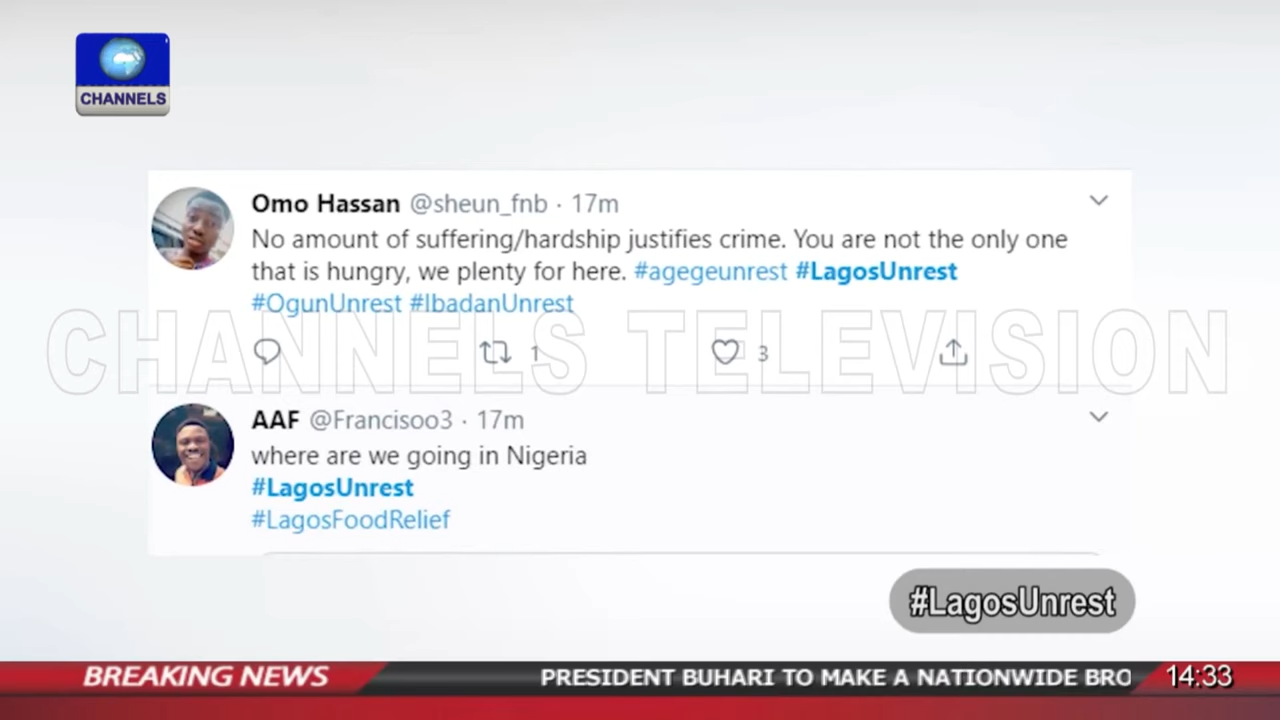 CHANNELS
Omo Hassan @sheun_fnb · 17m
No amount of suffering/hardship justifies crime. You are not the only one
that is hungry, we plenty for here. #agegeunrest #LagosUnrest
#OgunUnrest #IbadanUnrest
CHANNELS TELEVISION
1 3
AAF @Francisoo3 · 17m
where are we going in Nigeria
#LagosUnrest
#LagosFoodRelief
#LagosUnrest
BREAKING NEWS PRESIDENT BUHARI TO MAKE A NATIONWIDE BRO 14:33